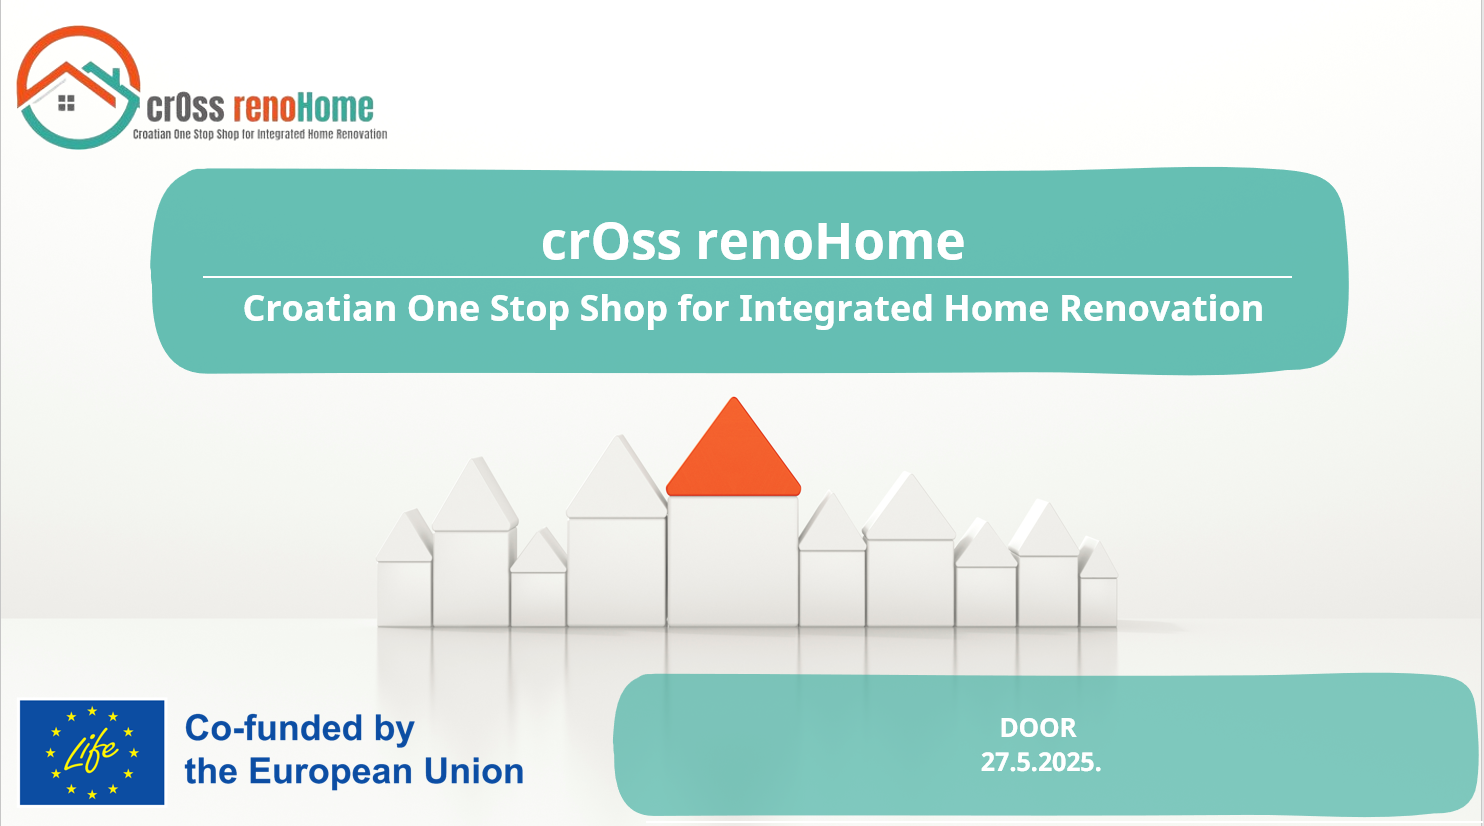 crOss renoHome
Croatian One Stop Shop for Integrated Home Renovation
crOss renoHome
Croatian One Stop Shop for Integrated Home Renovation
Life
Co-funded by
the European Union
DOOR
27.5.2025.